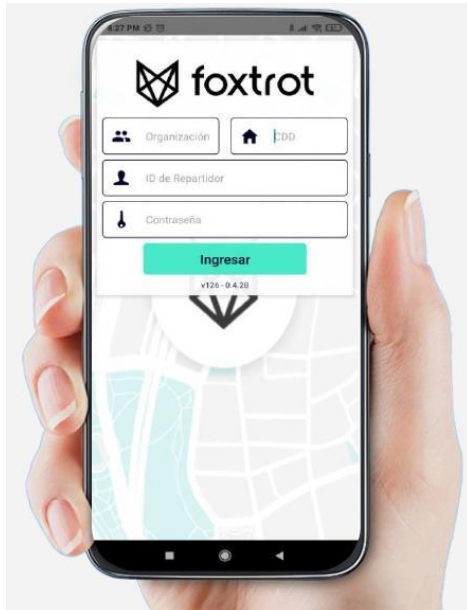 4:27 PM
foxtrot
Organización
CDD
ID de Repartidor
Contraseña
Ingresar
v126 - 0.4.28